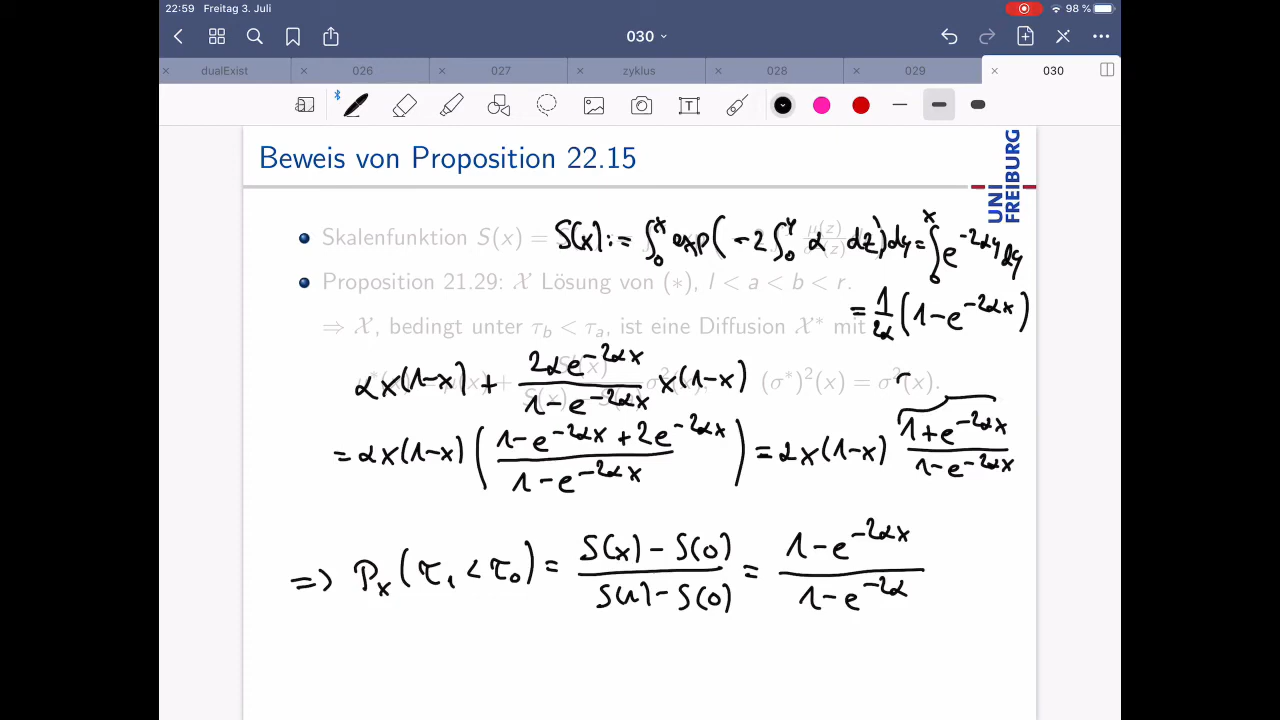 22:59 Freitag 3. Juli
98 %
030
dualExist 026 027 zyklus 028 029 030
Beweis von Proposition 22.15
UNI
FREIBURG
Skalenfunktion S(x) =
S(x) := ∫₀ˣ exp(-2 ∫₀ʸ α dz) dy = ∫₀ˣ e^{-2αy} dy
Proposition 21.29: 𝒳 Lösung von (∗), l < a < b < r.
= 1/2α (1 - e^{-2αx})
⇒ 𝒳, bedingt unter τ_b < τ_a, ist eine Diffusion 𝒳* mit
αx(1-x) + 2αe^{-2αx}/1-e^{-2αx} x(1-x)
(σ*)²(x) = σ²(x).
= αx(1-x) (1-e^{-2αx}+2e^{-2αx}/1-e^{-2αx}) = αx(1-x) 1+e^{-2αx}/1-e^{-2αx}
=> P_x(τ₁ < τ₀) = S(x)-S(0)/S(1)-S(0) = 1-e^{-2αx}/1-e^{-2α}